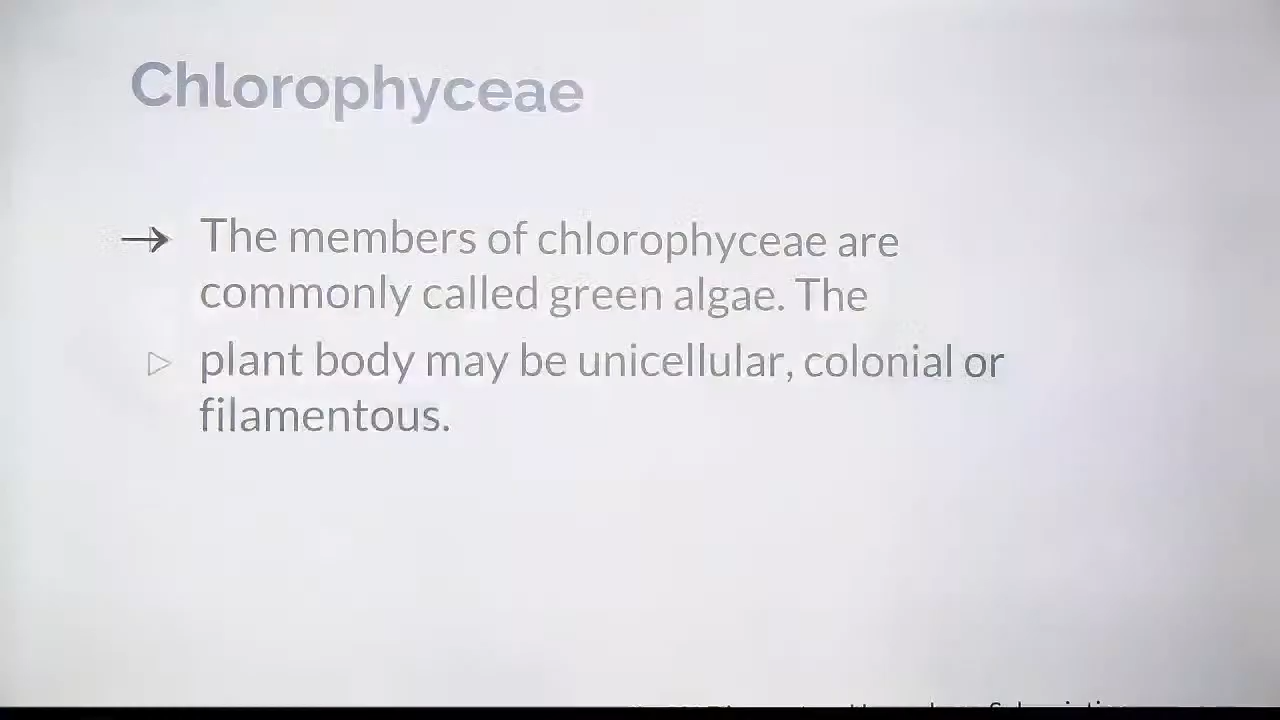 Chlorophyceae
→ The members of chlorophyceae are
commonly called green algae. The
▷ plant body may be unicellular, colonial or
filamentous.